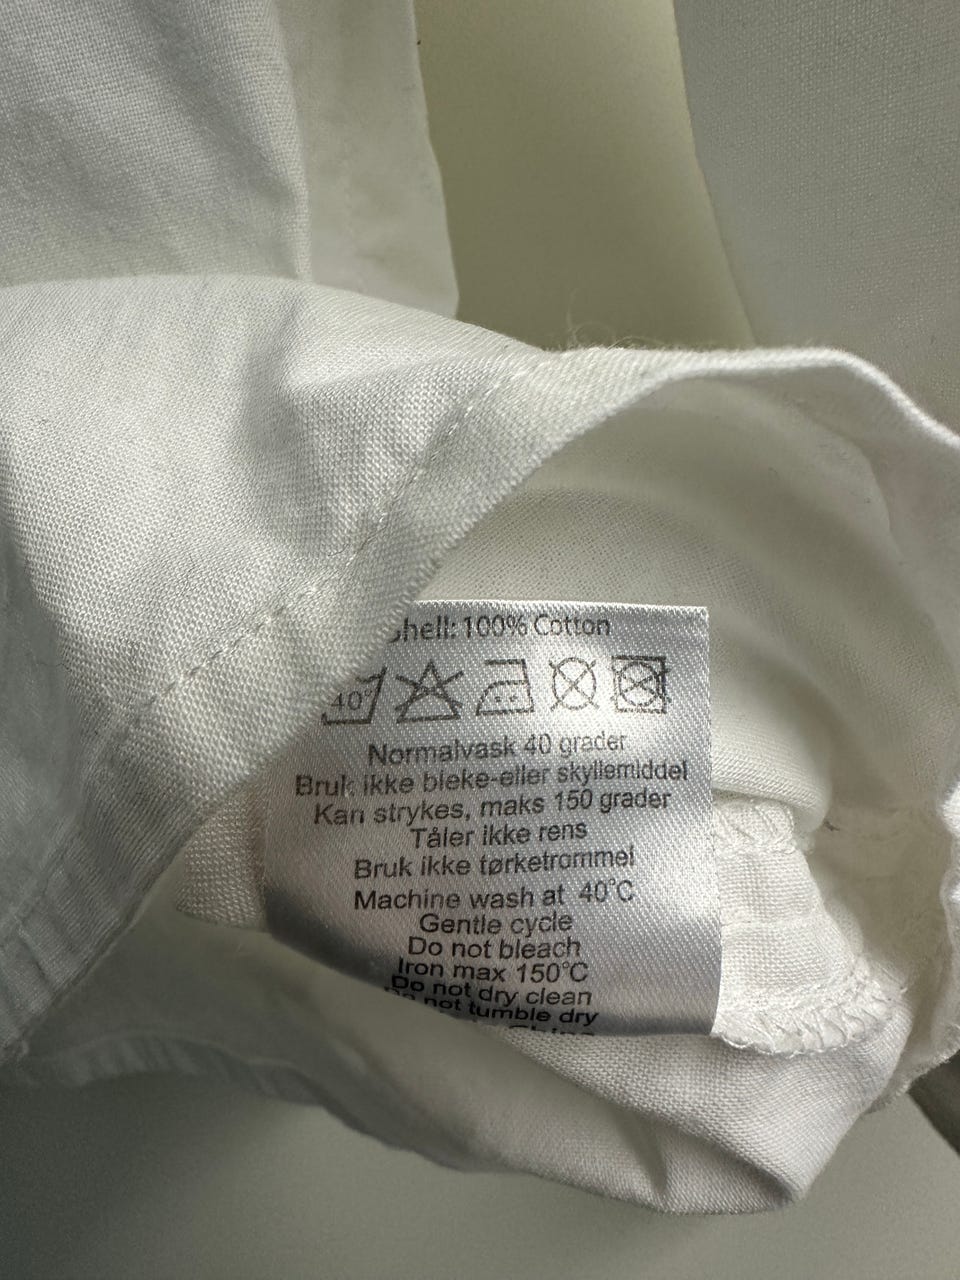 Shell: 100% Cotton
40°
Normalvask 40 grader
Bruk ikke bleke-eller skyllemiddel
Kan strykes, maks 150 grader
Tåler ikke rens
Bruk ikke tørketrommel
Machine wash at 40°C
Gentle cycle
Do not bleach
Iron max 150°C
Do not dry clean
Do not tumble dry